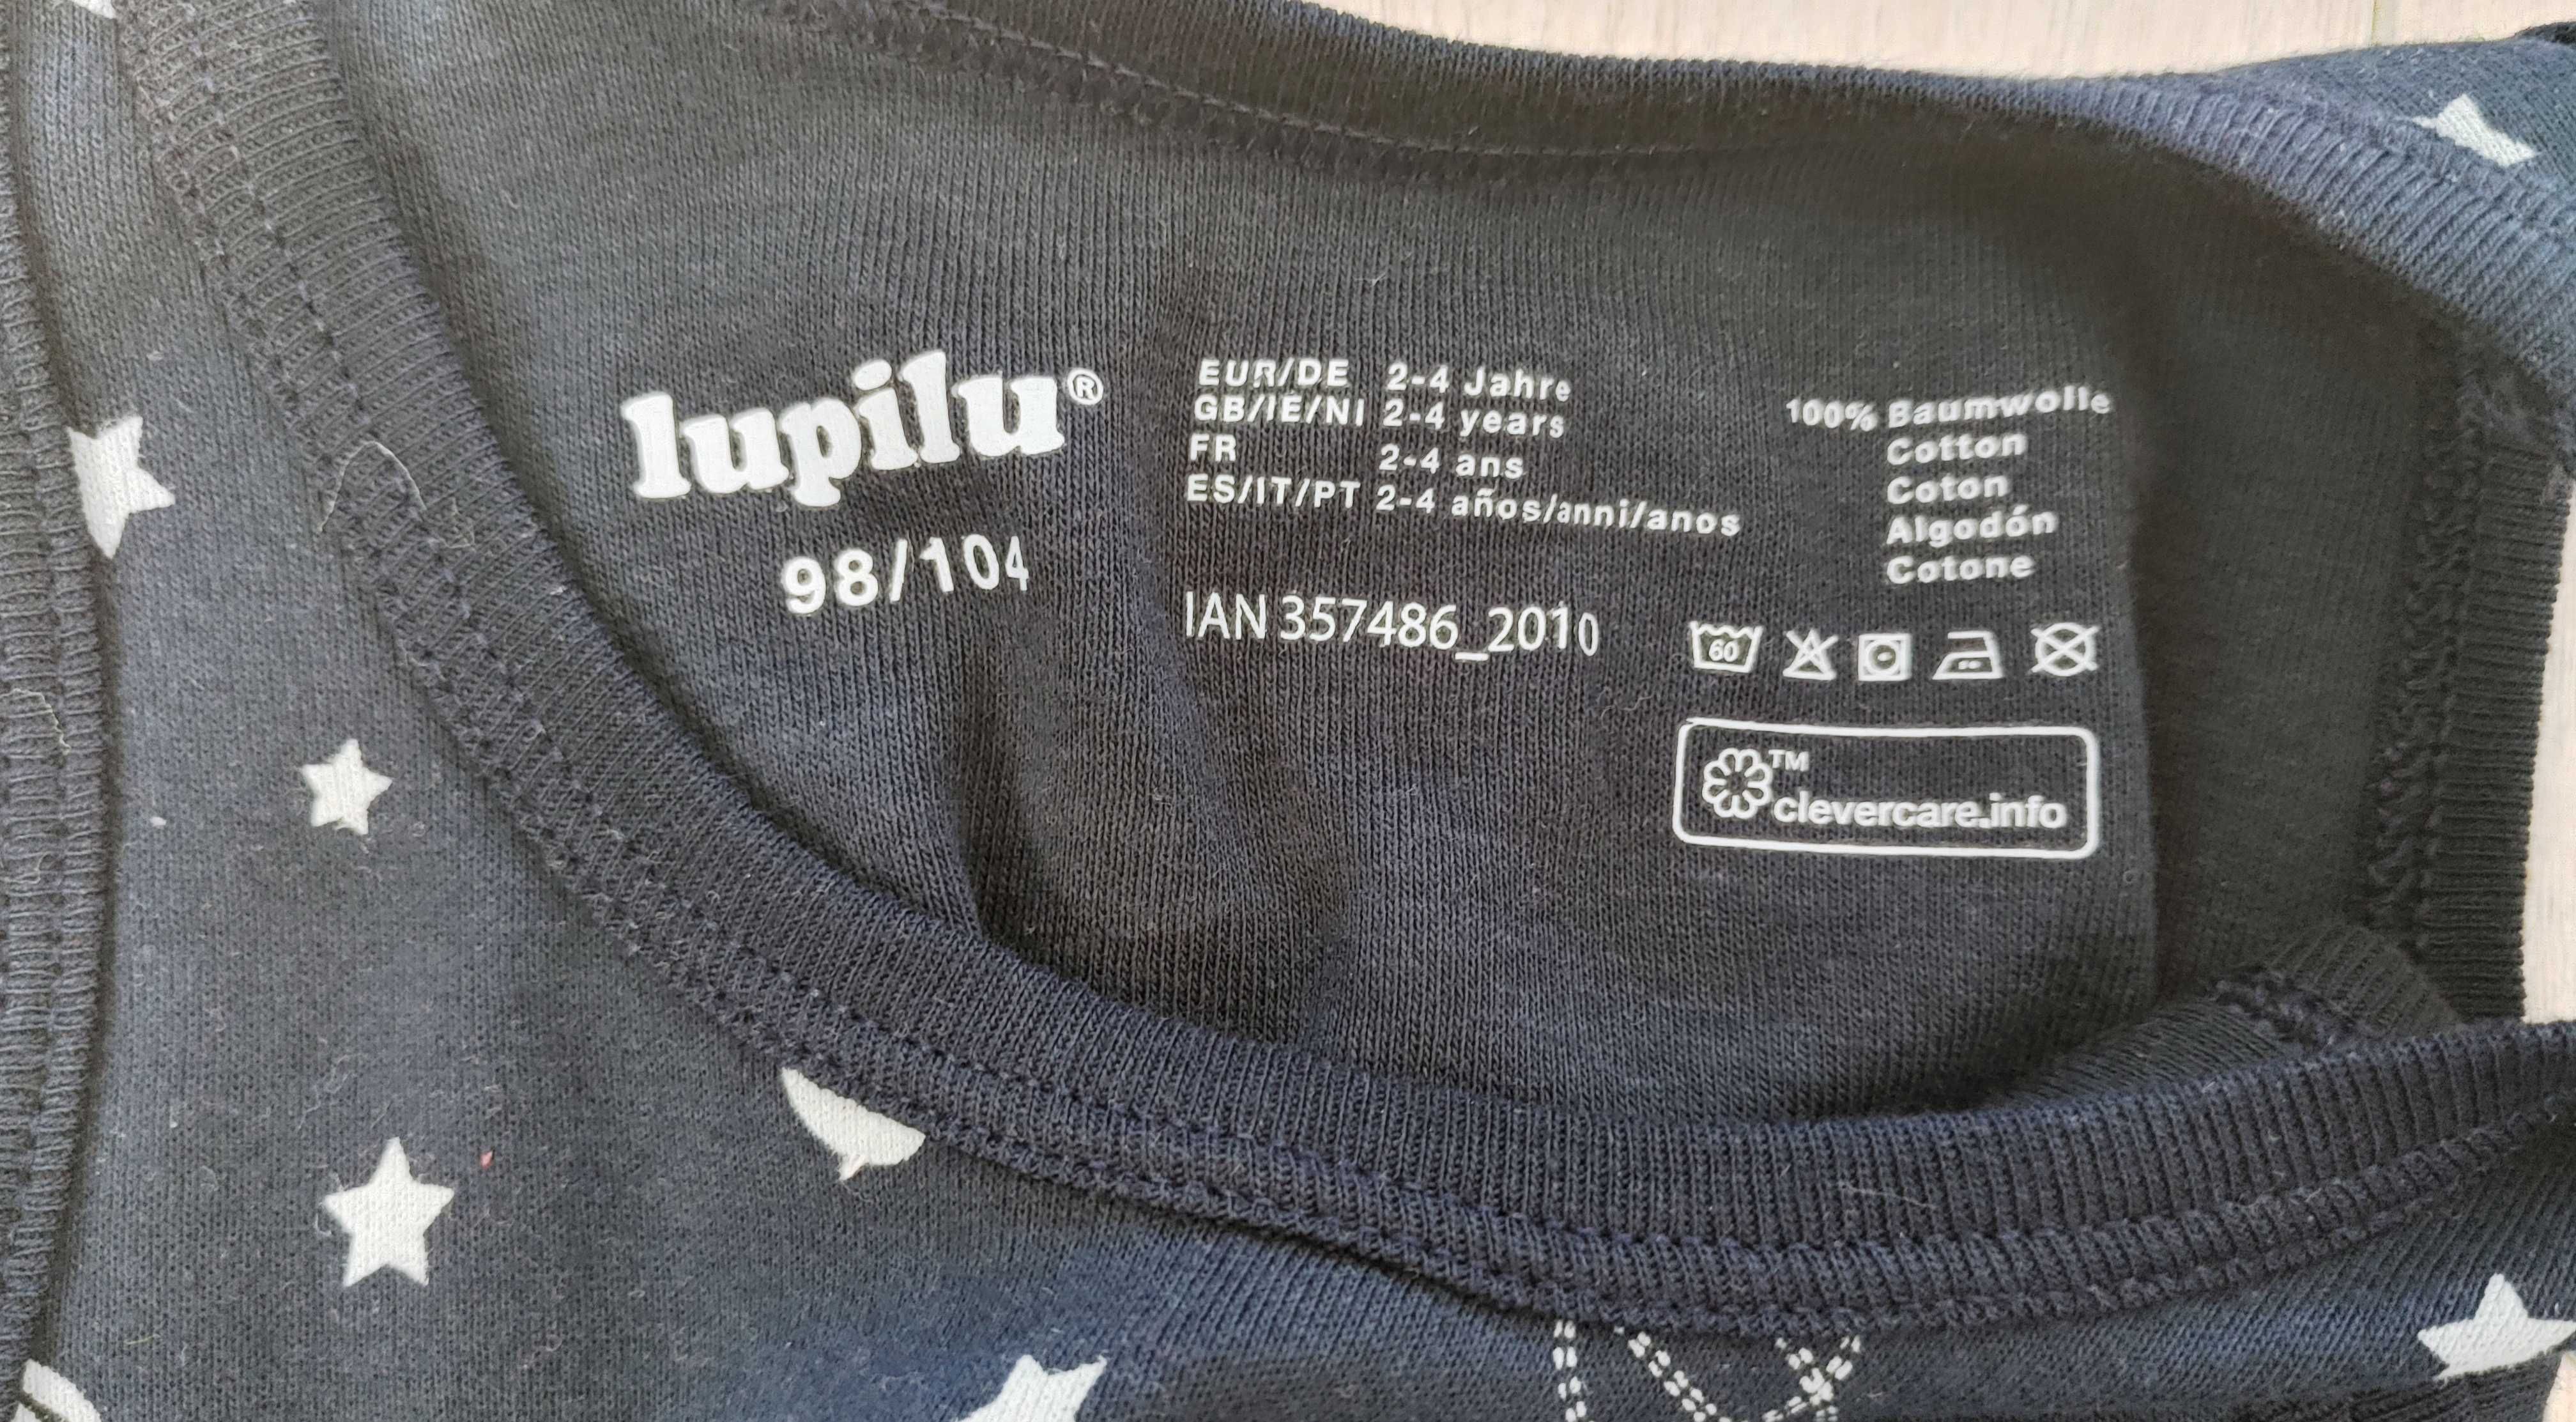 lupilu®
98/104
EUR/DE 2-4 Jahre
GB/IE/NI 2-4 years
FR 2-4 ans
ES/IT/PT 2-4 años/anni/anos
IAN 357486_2010
100% Baumwolle
Cotton
Coton
Algodón
Cotone
60
TM
clevercare.info